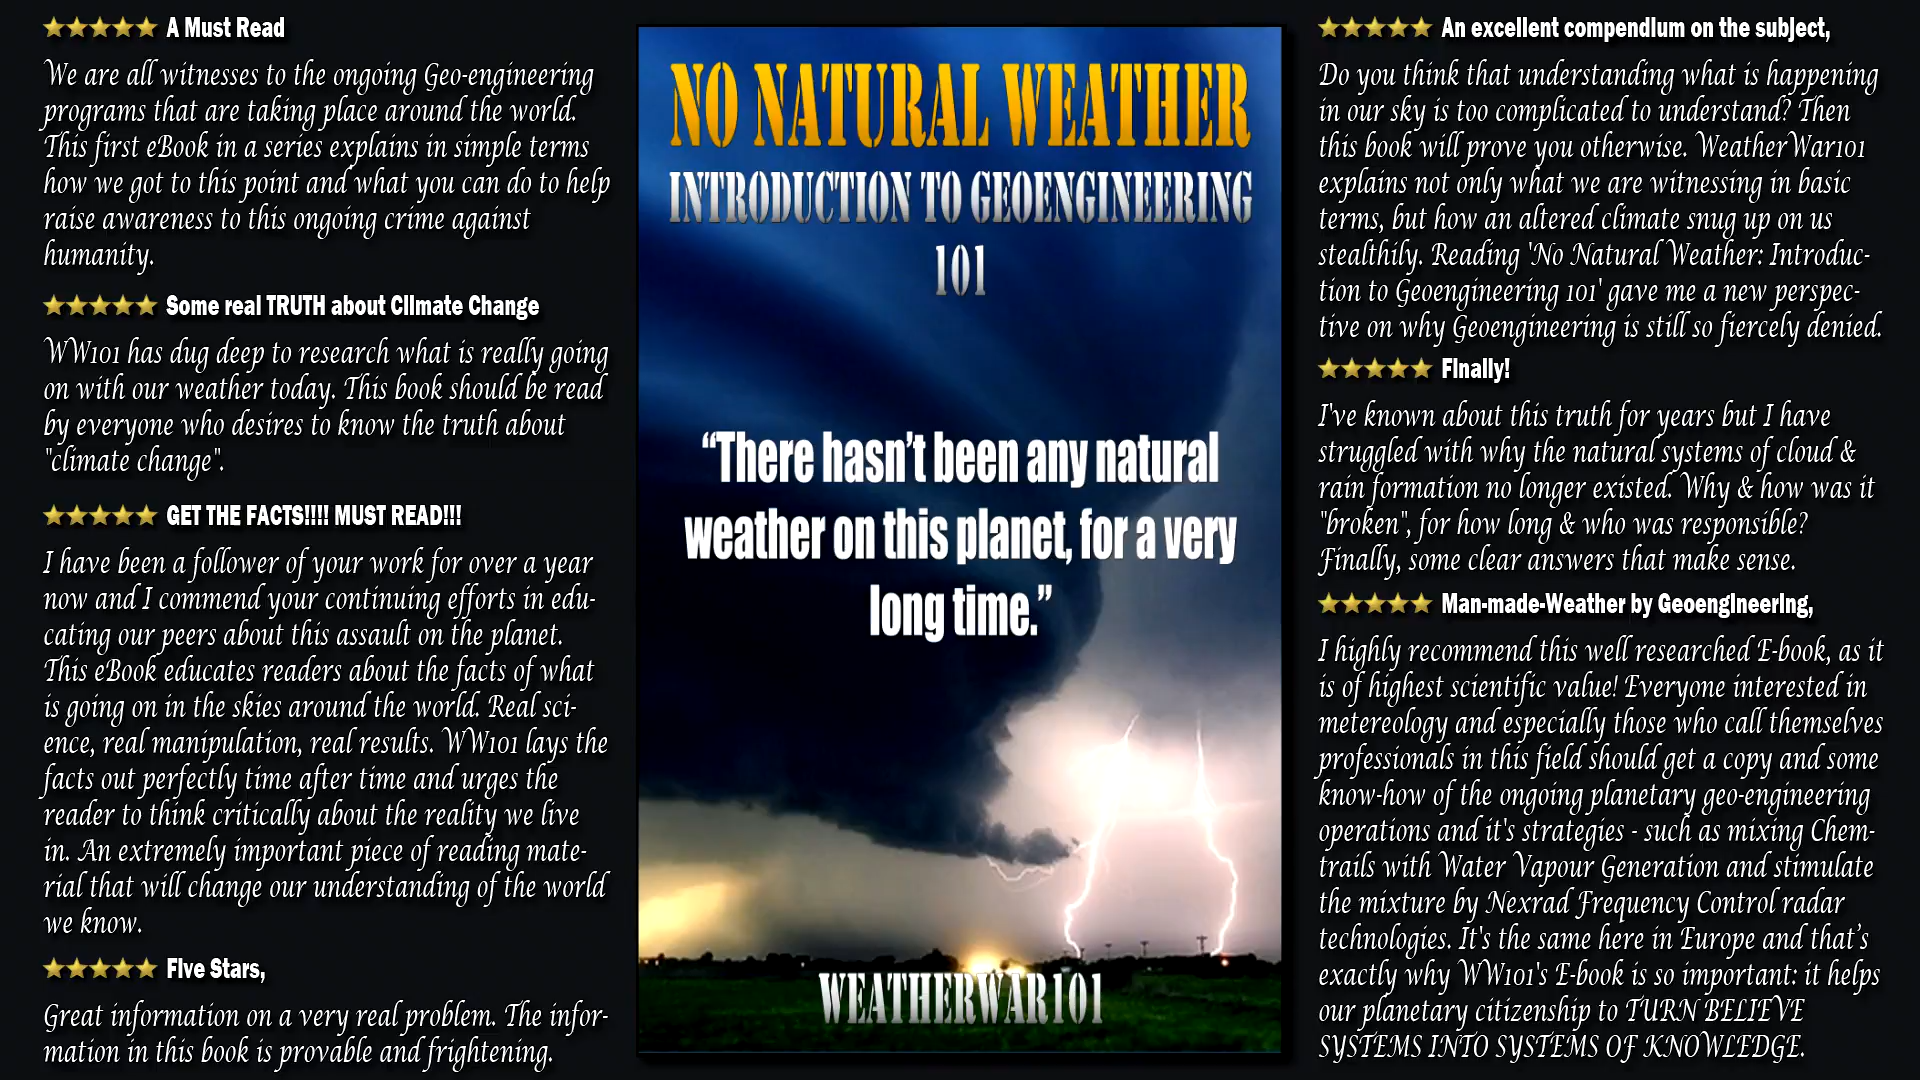 A Must Read
We are all witnesses to the ongoing Geo-engineering
programs that are taking place around the world.
This first eBook in a series explains in simple terms
how we got to this point and what you can do to help
raise awareness to this ongoing crime against
humanity.
Some real TRUTH about Climate Change
WW101 has dug deep to research what is really going
on with our weather today. This book should be read
by everyone who desires to know the truth about
"climate change".
GET THE FACTS!!!! MUST READ!!!
I have been a follower of your work for over a year
now and I commend your continuing efforts in edu-
cating our peers about this assault on the planet.
This eBook educates readers about the facts of what
is going on in the skies around the world. Real sci-
ence, real manipulation, real results. WW101 lays the
facts out perfectly time after time and urges the
reader to think critically about the reality we live
in. An extremely important piece of reading mate-
rial that will change our understanding of the world
we know.
Five Stars,
Great information on a very real problem. The infor-
mation in this book is provable and frightening.
NO NATURAL WEATHER
INTRODUCTION TO GEOENGINEERING
101
“There hasn’t been any natural
weather on this planet, for a very
long time.”
WEATHERWAR101
An excellent compendium on the subject,
Do you think that understanding what is happening
in our sky is too complicated to understand? Then
this book will prove you otherwise. WeatherWar101
explains not only what we are witnessing in basic
terms, but how an altered climate snug up on us
stealthily. Reading 'No Natural Weather: Introduc-
tion to Geoengineering 101' gave me a new perspec-
tive on why Geoengineering is still so fiercely denied.
Finally!
I've known about this truth for years but I have
struggled with why the natural systems of cloud &
rain formation no longer existed. Why & how was it
"broken", for how long & who was responsible?
Finally, some clear answers that make sense.
Man-made-Weather by Geoengineering,
I highly recommend this well researched E-book, as it
is of highest scientific value! Everyone interested in
metereology and especially those who call themselves
professionals in this field should get a copy and some
know-how of the ongoing planetary geo-engineering
operations and it's strategies - such as mixing Chem-
trails with Water Vapour Generation and stimulate
the mixture by Nexrad Frequency Control radar
technologies. It's the same here in Europe and that’s
exactly why WW101's E-book is so important: it helps
our planetary citizenship to TURN BELIEVE
SYSTEMS INTO SYSTEMS OF KNOWLEDGE.